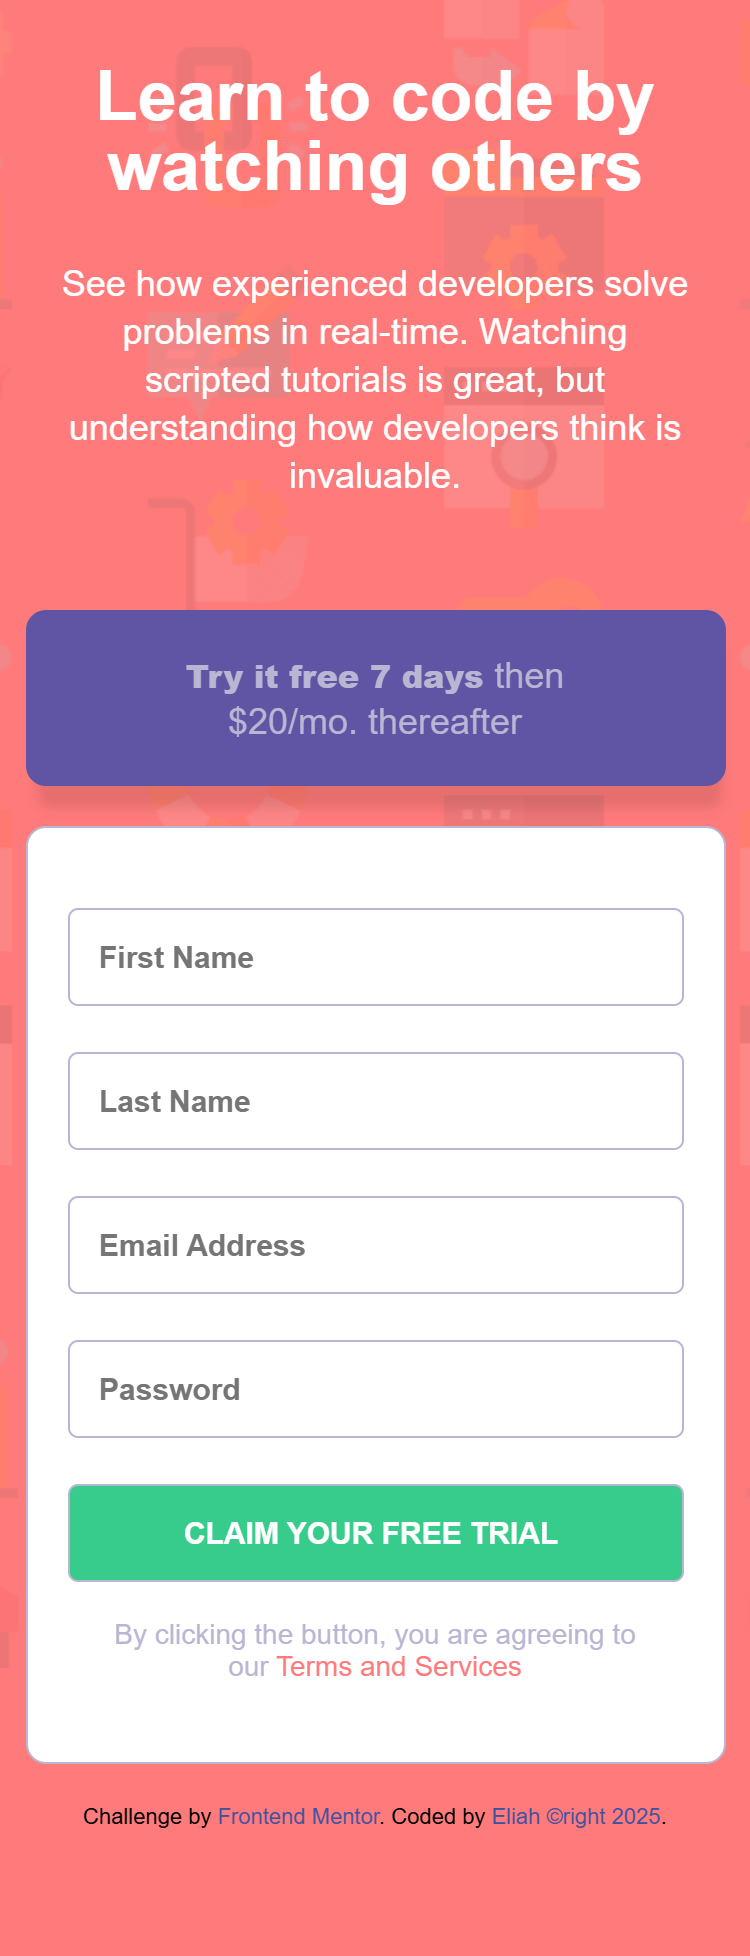 Learn to code by
watching others
See how experienced developers solve
problems in real-time. Watching
scripted tutorials is great, but
understanding how developers think is
invaluable.
Try it free 7 days then
$20/mo. thereafter
First Name
Last Name
Email Address
Password
CLAIM YOUR FREE TRIAL
By clicking the button, you are agreeing to
our Terms and Services
Challenge by Frontend Mentor. Coded by Eliah ©right 2025.